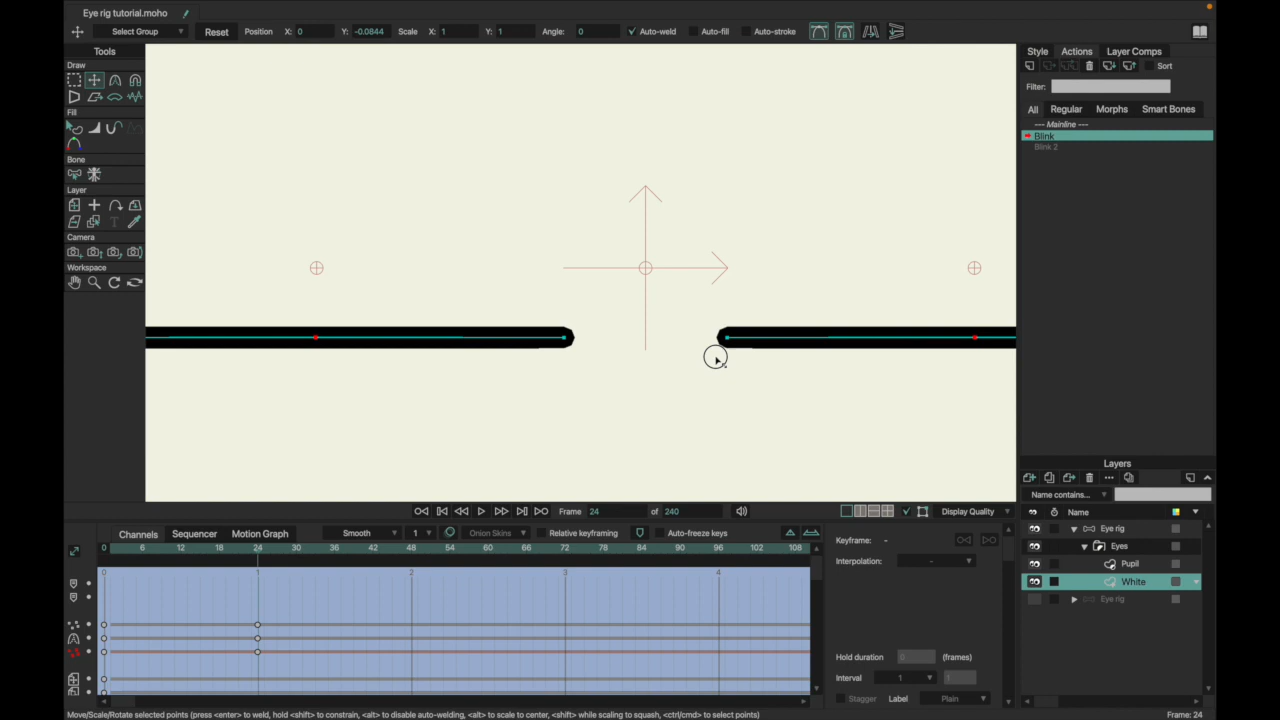 Eye rig tutorial.moho
Select Group Reset Position X: 0 Y: -0.0844 Scale X: 1 Y: 1 Angle: 0 Auto-weld Auto-fill Auto-stroke
Tools
Draw
Fill
Bone
Layer
Camera
Workspace
Style Actions Layer Comps
Sort
Filter:
All Regular Morphs Smart Bones
--- Mainline ---
Blink
Blink 2
Layers
Name contains...
Name
Eye rig
Eyes
Pupil
White
Eye rig
Frame 24 of 240 Display Quality
Channels Sequencer Motion Graph Smooth 1 Onion Skins Relative keyframing Auto-freeze keys
0 6 12 18 24 30 36 42 48 54 60 66 72 78 84 90 96 102 108
0 1 2 3 4
Keyframe: -
Interpolation: -
Hold duration 0 (frames)
Interval 1 1
Stagger Label Plain
Move/Scale/Rotate selected points (press <enter> to weld, hold <shift> to constrain, <alt> to disable auto-welding, <alt> to scale to center, <shift> while scaling to squash, <ctrl/cmd> to select points)
Frame: 24